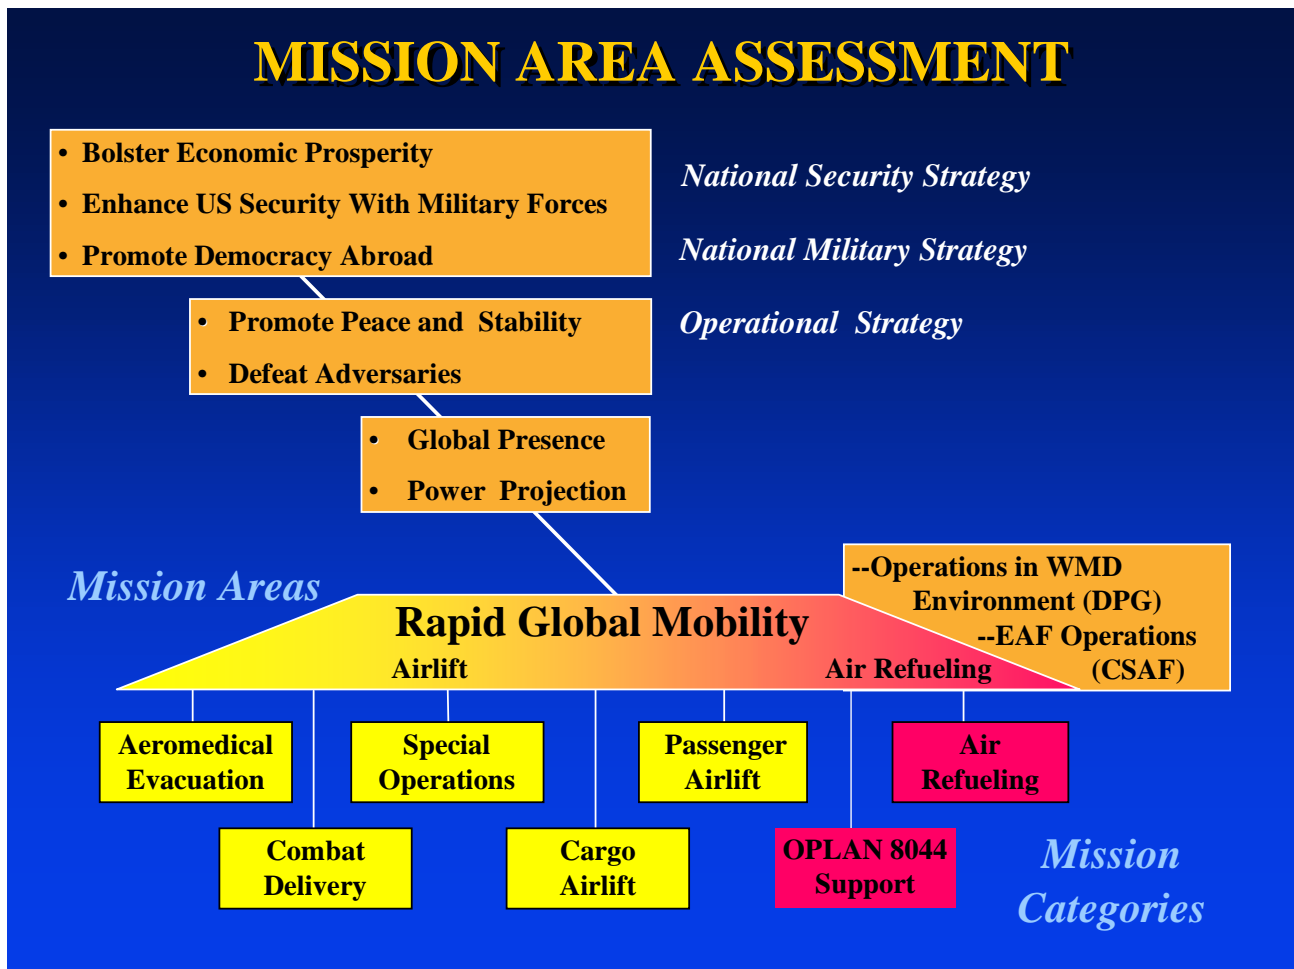 MISSION AREA ASSESSMENT
• Bolster Economic Prosperity
• Enhance US Security With Military Forces
• Promote Democracy Abroad
National Security Strategy
National Military Strategy
Operational Strategy
• Promote Peace and Stability
• Defeat Adversaries
• Global Presence
• Power Projection
--Operations in WMD
Environment (DPG)
--EAF Operations
(CSAF)
Mission Areas
Rapid Global Mobility
Airlift
Air Refueling
Aeromedical
Evacuation
Special
Operations
Passenger
Airlift
Air
Refueling
Combat
Delivery
Cargo
Airlift
OPLAN 8044
Support
Mission
Categories